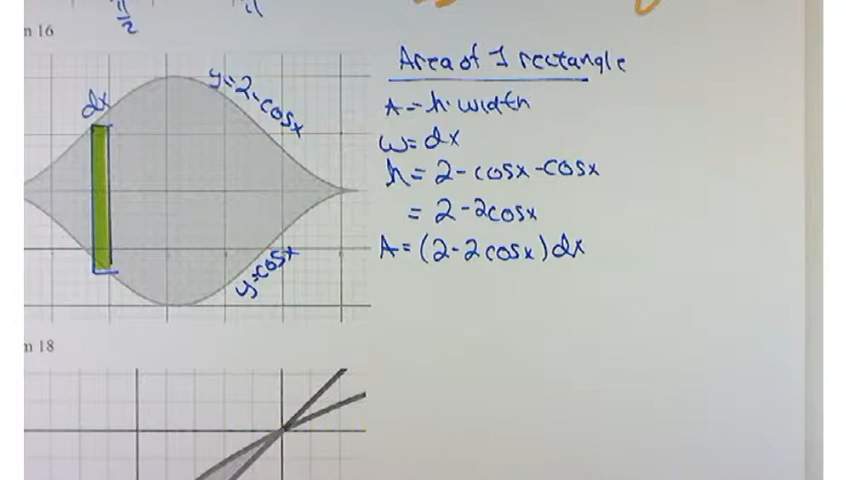 π/2
π
n 16
Area of 1 rectangle
dx
y=2-cosx
A=h·width
w=dx
h=2-cosx-cosx
=2-2cosx
A=(2-2cosx)dx
y=cosx
n 18